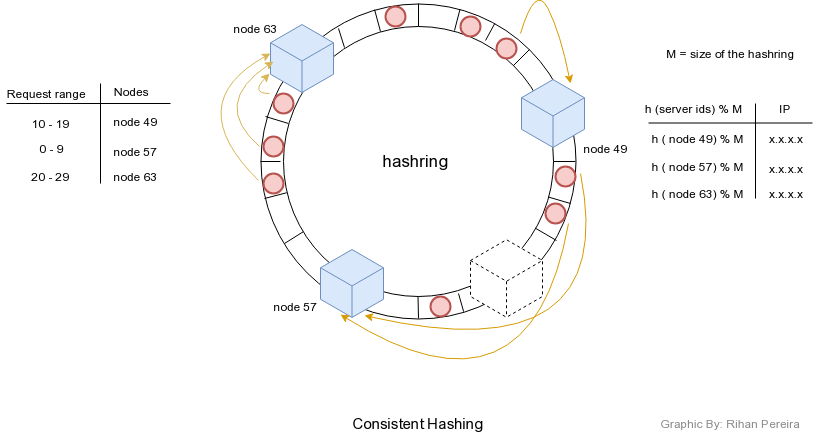 node 63
M = size of the hashring
Request range Nodes
10 - 19 node 49
0 - 9 node 57
20 - 29 node 63
h (server ids) % M IP
h ( node 49) % M x.x.x.x
h ( node 57) % M x.x.x.x
h ( node 63) % M x.x.x.x
node 49
hashring
node 57
Consistent Hashing
Graphic By: Rihan Pereira